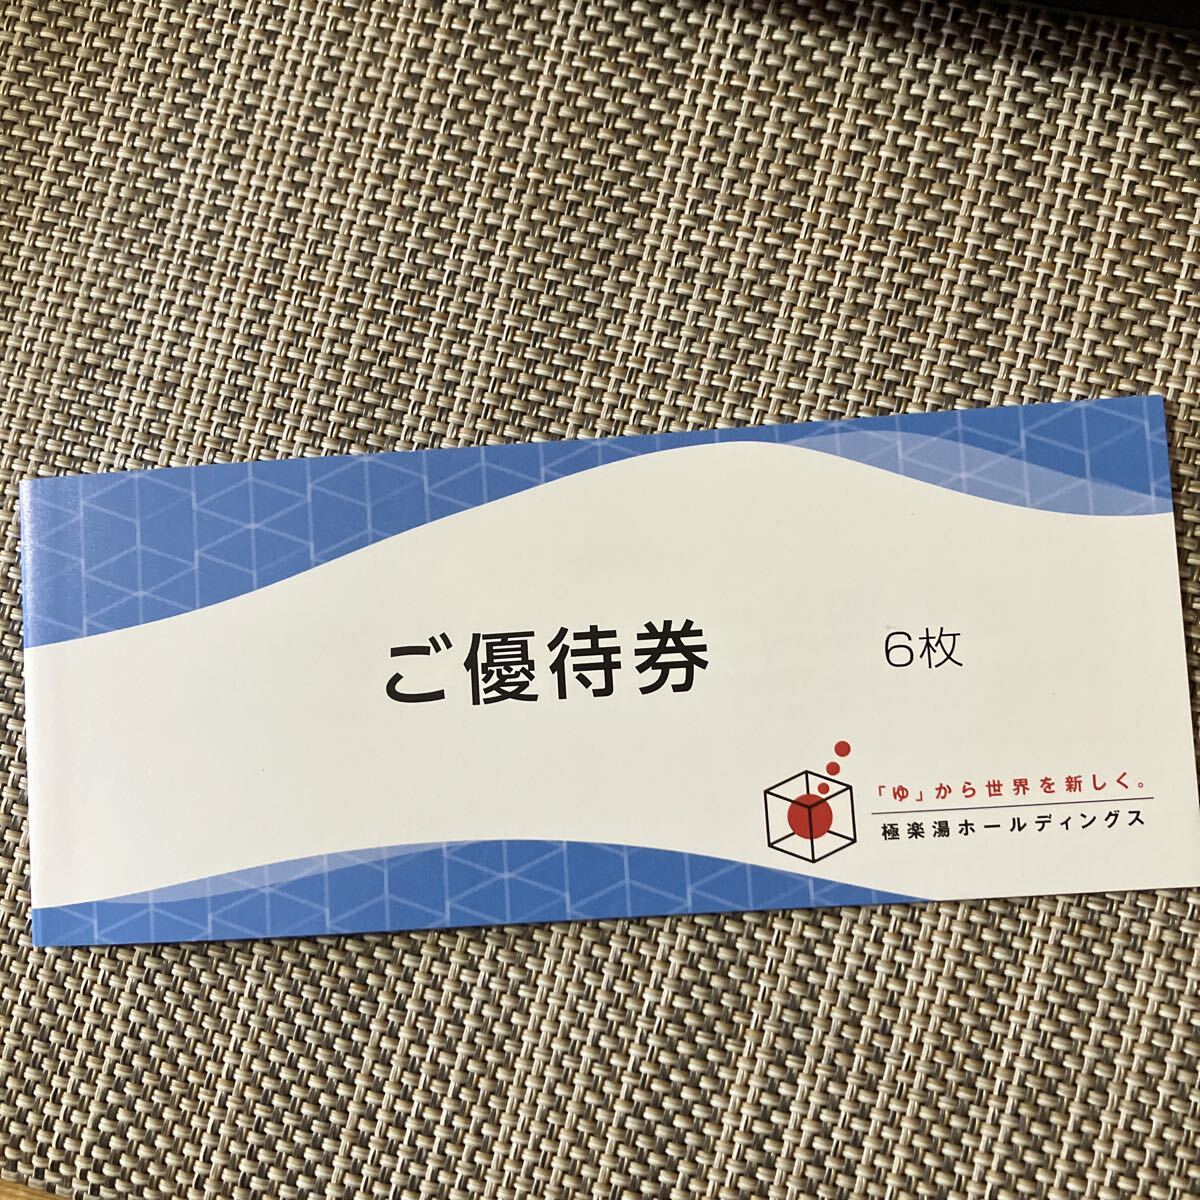 ご優待券
6枚
「ゆ」から世界を新しく。
極楽湯ホールディングス